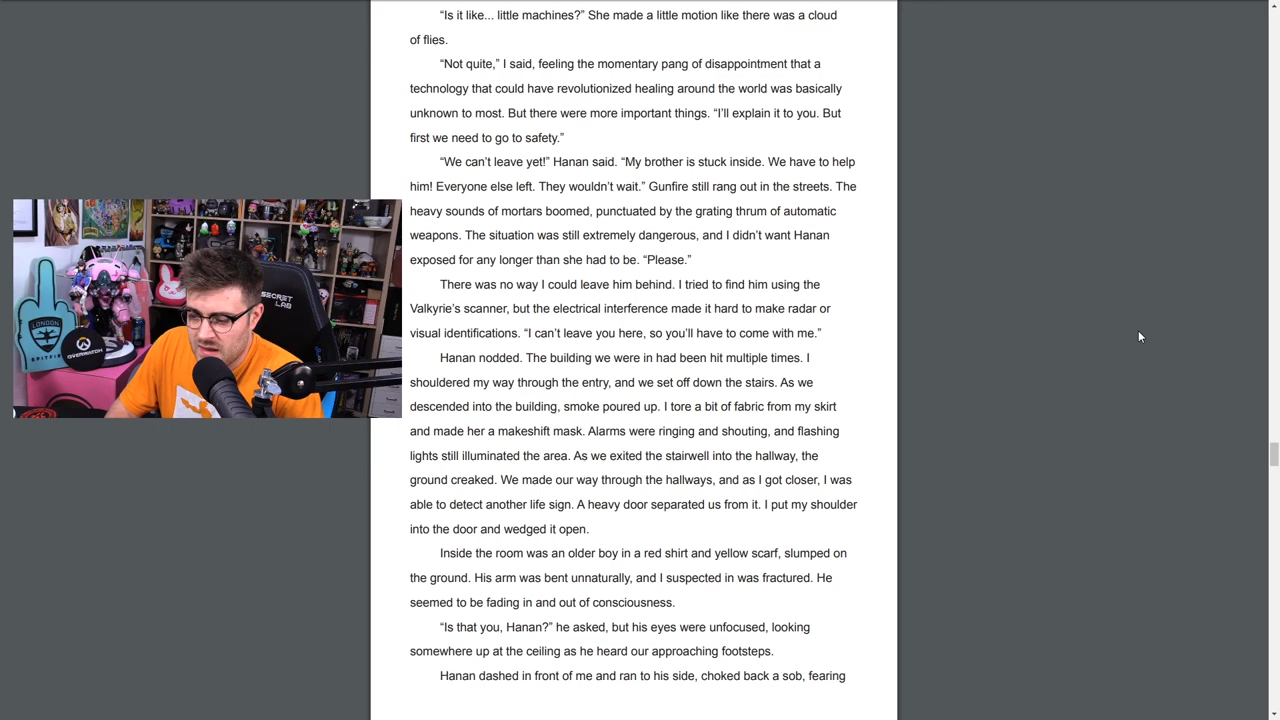 “Is it like... little machines?” She made a little motion like there was a cloud
of flies.
“Not quite,” I said, feeling the momentary pang of disappointment that a
technology that could have revolutionized healing around the world was basically
unknown to most. But there were more important things. “I’ll explain it to you. But
first we need to go to safety.”
“We can’t leave yet!” Hanan said. “My brother is stuck inside. We have to help
him! Everyone else left. They wouldn’t wait.” Gunfire still rang out in the streets. The
heavy sounds of mortars boomed, punctuated by the grating thrum of automatic
weapons. The situation was still extremely dangerous, and I didn’t want Hanan
exposed for any longer than she had to be. “Please.”
There was no way I could leave him behind. I tried to find him using the
Valkyrie’s scanner, but the electrical interference made it hard to make radar or
visual identifications. “I can’t leave you here, so you’ll have to come with me.”
Hanan nodded. The building we were in had been hit multiple times. I
shouldered my way through the entry, and we set off down the stairs. As we
descended into the building, smoke poured up. I tore a bit of fabric from my skirt
and made her a makeshift mask. Alarms were ringing and shouting, and flashing
lights still illuminated the area. As we exited the stairwell into the hallway, the
ground creaked. We made our way through the hallways, and as I got closer, I was
able to detect another life sign. A heavy door separated us from it. I put my shoulder
into the door and wedged it open.
Inside the room was an older boy in a red shirt and yellow scarf, slumped on
the ground. His arm was bent unnaturally, and I suspected in was fractured. He
seemed to be fading in and out of consciousness.
“Is that you, Hanan?” he asked, but his eyes were unfocused, looking
somewhere up at the ceiling as he heard our approaching footsteps.
Hanan dashed in front of me and ran to his side, choked back a sob, fearing
SECRET
LAB
LONDON
SPITFIRE
OVERWATCH